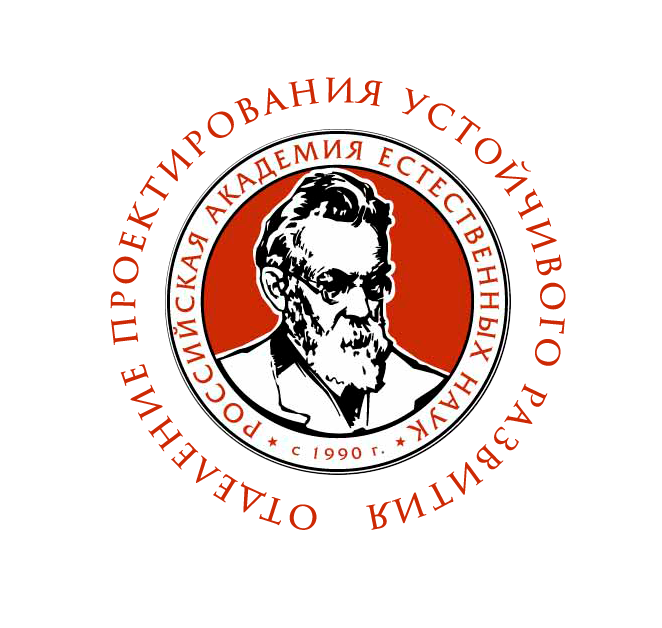 ОТДЕЛЕНИЕ ПРОЕКТИРОВАНИЯ УСТОЙЧИВОГО РАЗВИТИЯ
РОССИЙСКАЯ АКАДЕМИЯ ЕСТЕСТВЕННЫХ НАУК
с 1990 г.